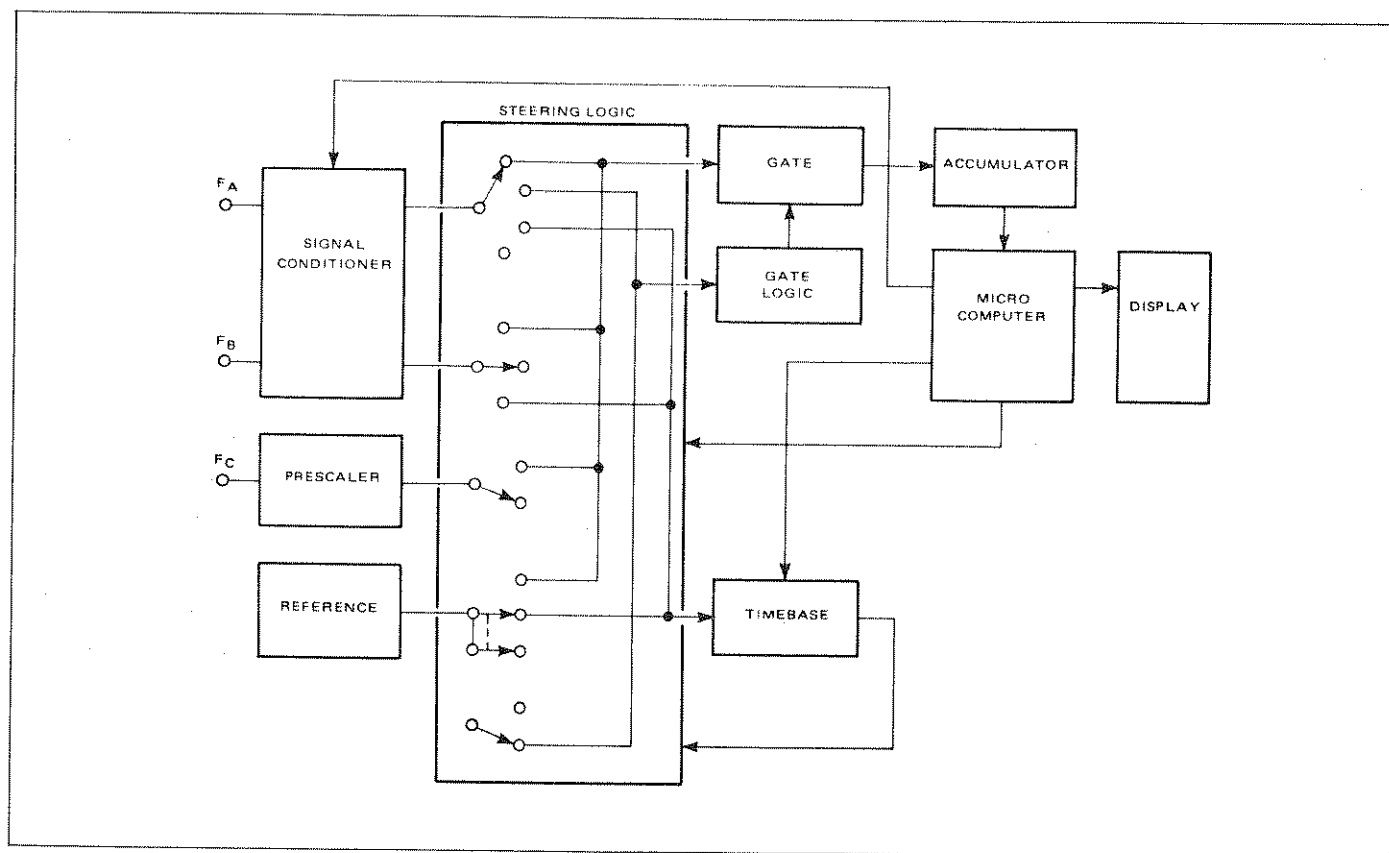 STEERING LOGIC
GATE
ACCUMULATOR
FA
SIGNAL
CONDITIONER
GATE
LOGIC
MICRO
COMPUTER
DISPLAY
FB
FC
PRESCALER
REFERENCE
TIMEBASE